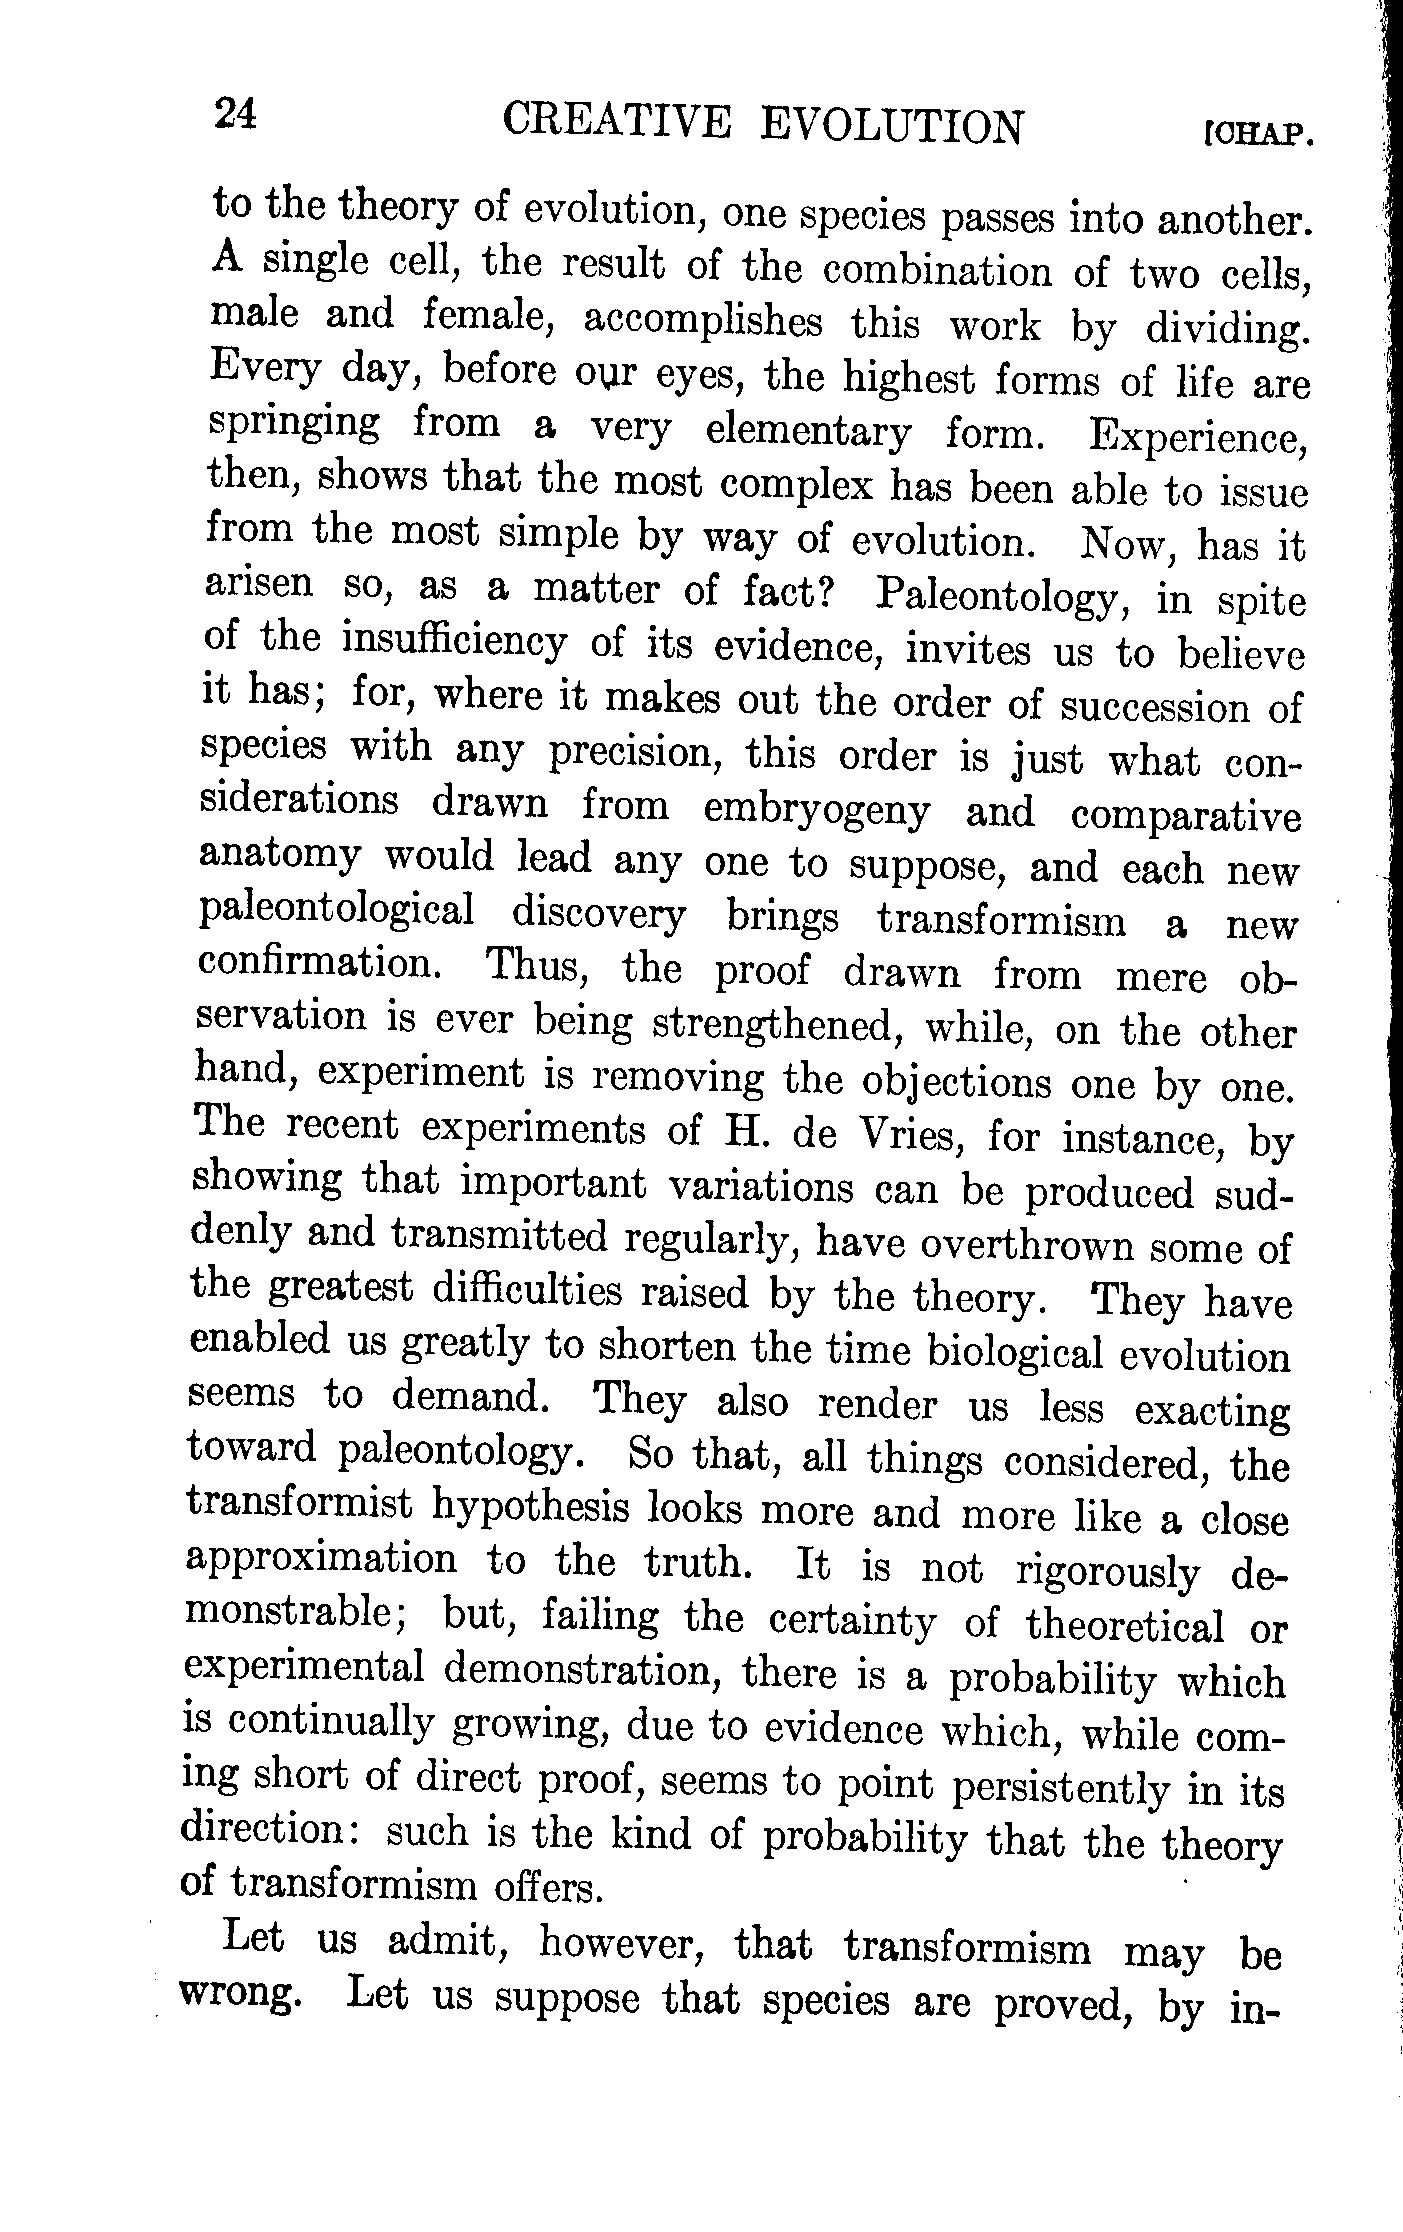 24 CREATIVE EVOLUTION [CHAP.
to the theory of evolution, one species passes into another.
A single cell, the result of the combination of two cells,
male and female, accomplishes this work by dividing.
Every day, before our eyes, the highest forms of life are
springing from a very elementary form. Experience,
then, shows that the most complex has been able to issue
from the most simple by way of evolution. Now, has it
arisen so, as a matter of fact? Paleontology, in spite
of the insufficiency of its evidence, invites us to believe
it has; for, where it makes out the order of succession of
species with any precision, this order is just what con-
siderations drawn from embryogeny and comparative
anatomy would lead any one to suppose, and each new
paleontological discovery brings transformism a new
confirmation. Thus, the proof drawn from mere ob-
servation is ever being strengthened, while, on the other
hand, experiment is removing the objections one by one.
The recent experiments of H. de Vries, for instance, by
showing that important variations can be produced sud-
denly and transmitted regularly, have overthrown some of
the greatest difficulties raised by the theory. They have
enabled us greatly to shorten the time biological evolution
seems to demand. They also render us less exacting
toward paleontology. So that, all things considered, the
transformist hypothesis looks more and more like a close
approximation to the truth. It is not rigorously de-
monstrable; but, failing the certainty of theoretical or
experimental demonstration, there is a probability which
is continually growing, due to evidence which, while com-
ing short of direct proof, seems to point persistently in its
direction: such is the kind of probability that the theory
of transformism offers.
Let us admit, however, that transformism may be
wrong. Let us suppose that species are proved, by in-